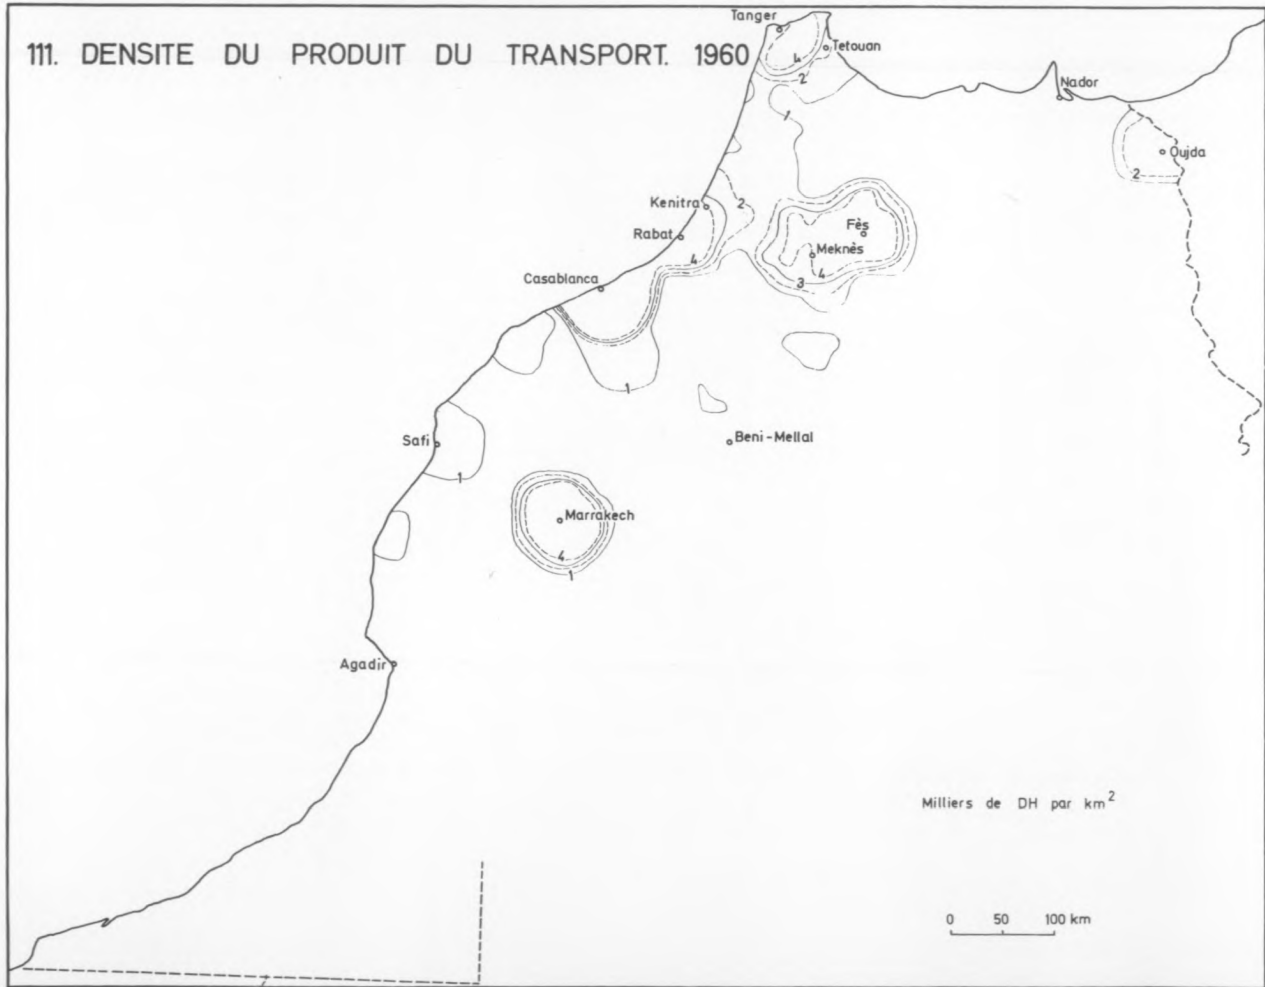 111. DENSITE DU PRODUIT DU TRANSPORT. 1960
Tanger
Tetouan
4
2
Nador
1
Oujda
2
Kenitra
2
Rabat
Fès
Meknès
4
4
3
Casablanca
1
Safi
Beni-Mellal
1
Marrakech
4
1
Agadir
Milliers de DH par km²
0 50 100 km